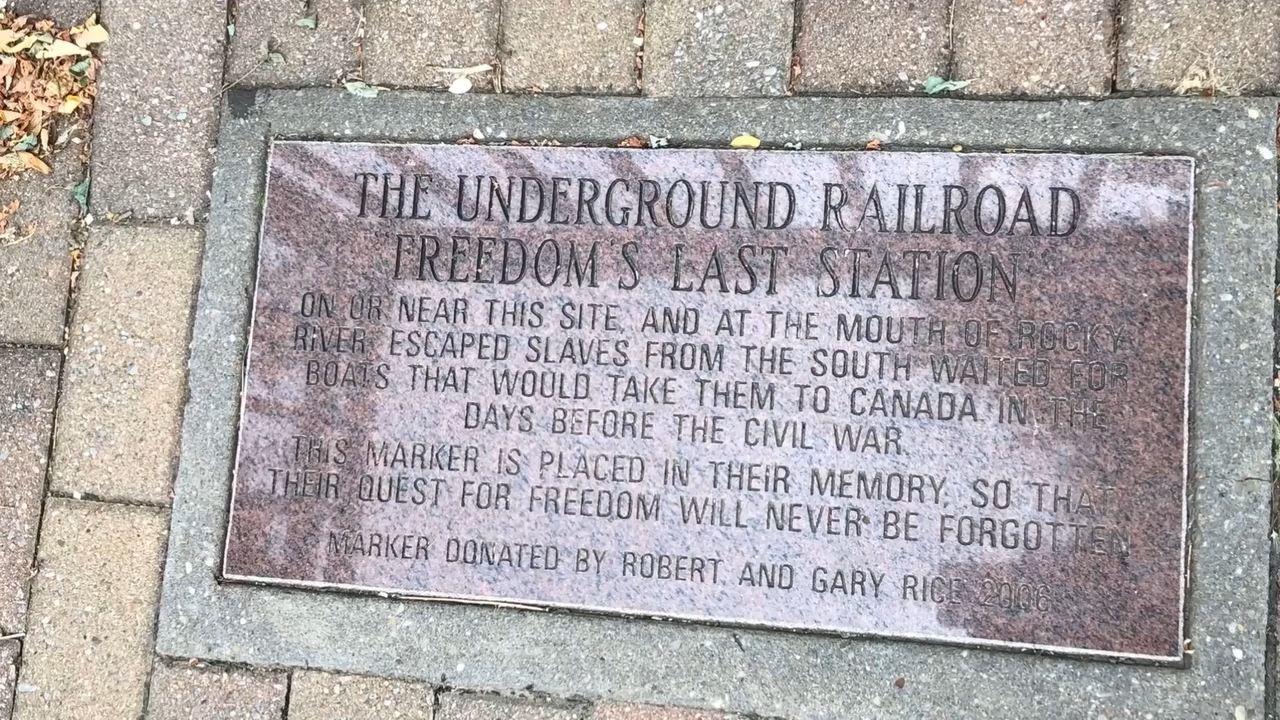 THE UNDERGROUND RAILROAD
"FREEDOM'S LAST STATION"
ON OR NEAR THIS SITE, AND AT THE MOUTH OF ROCKY
RIVER, ESCAPED SLAVES FROM THE SOUTH WAITED FOR
BOATS THAT WOULD TAKE THEM TO CANADA IN THE
DAYS BEFORE THE CIVIL WAR.
THIS MARKER IS PLACED IN THEIR MEMORY, SO THAT
THEIR QUEST FOR FREEDOM WILL NEVER BE FORGOTTEN
MARKER DONATED BY ROBERT AND GARY RICE 2006